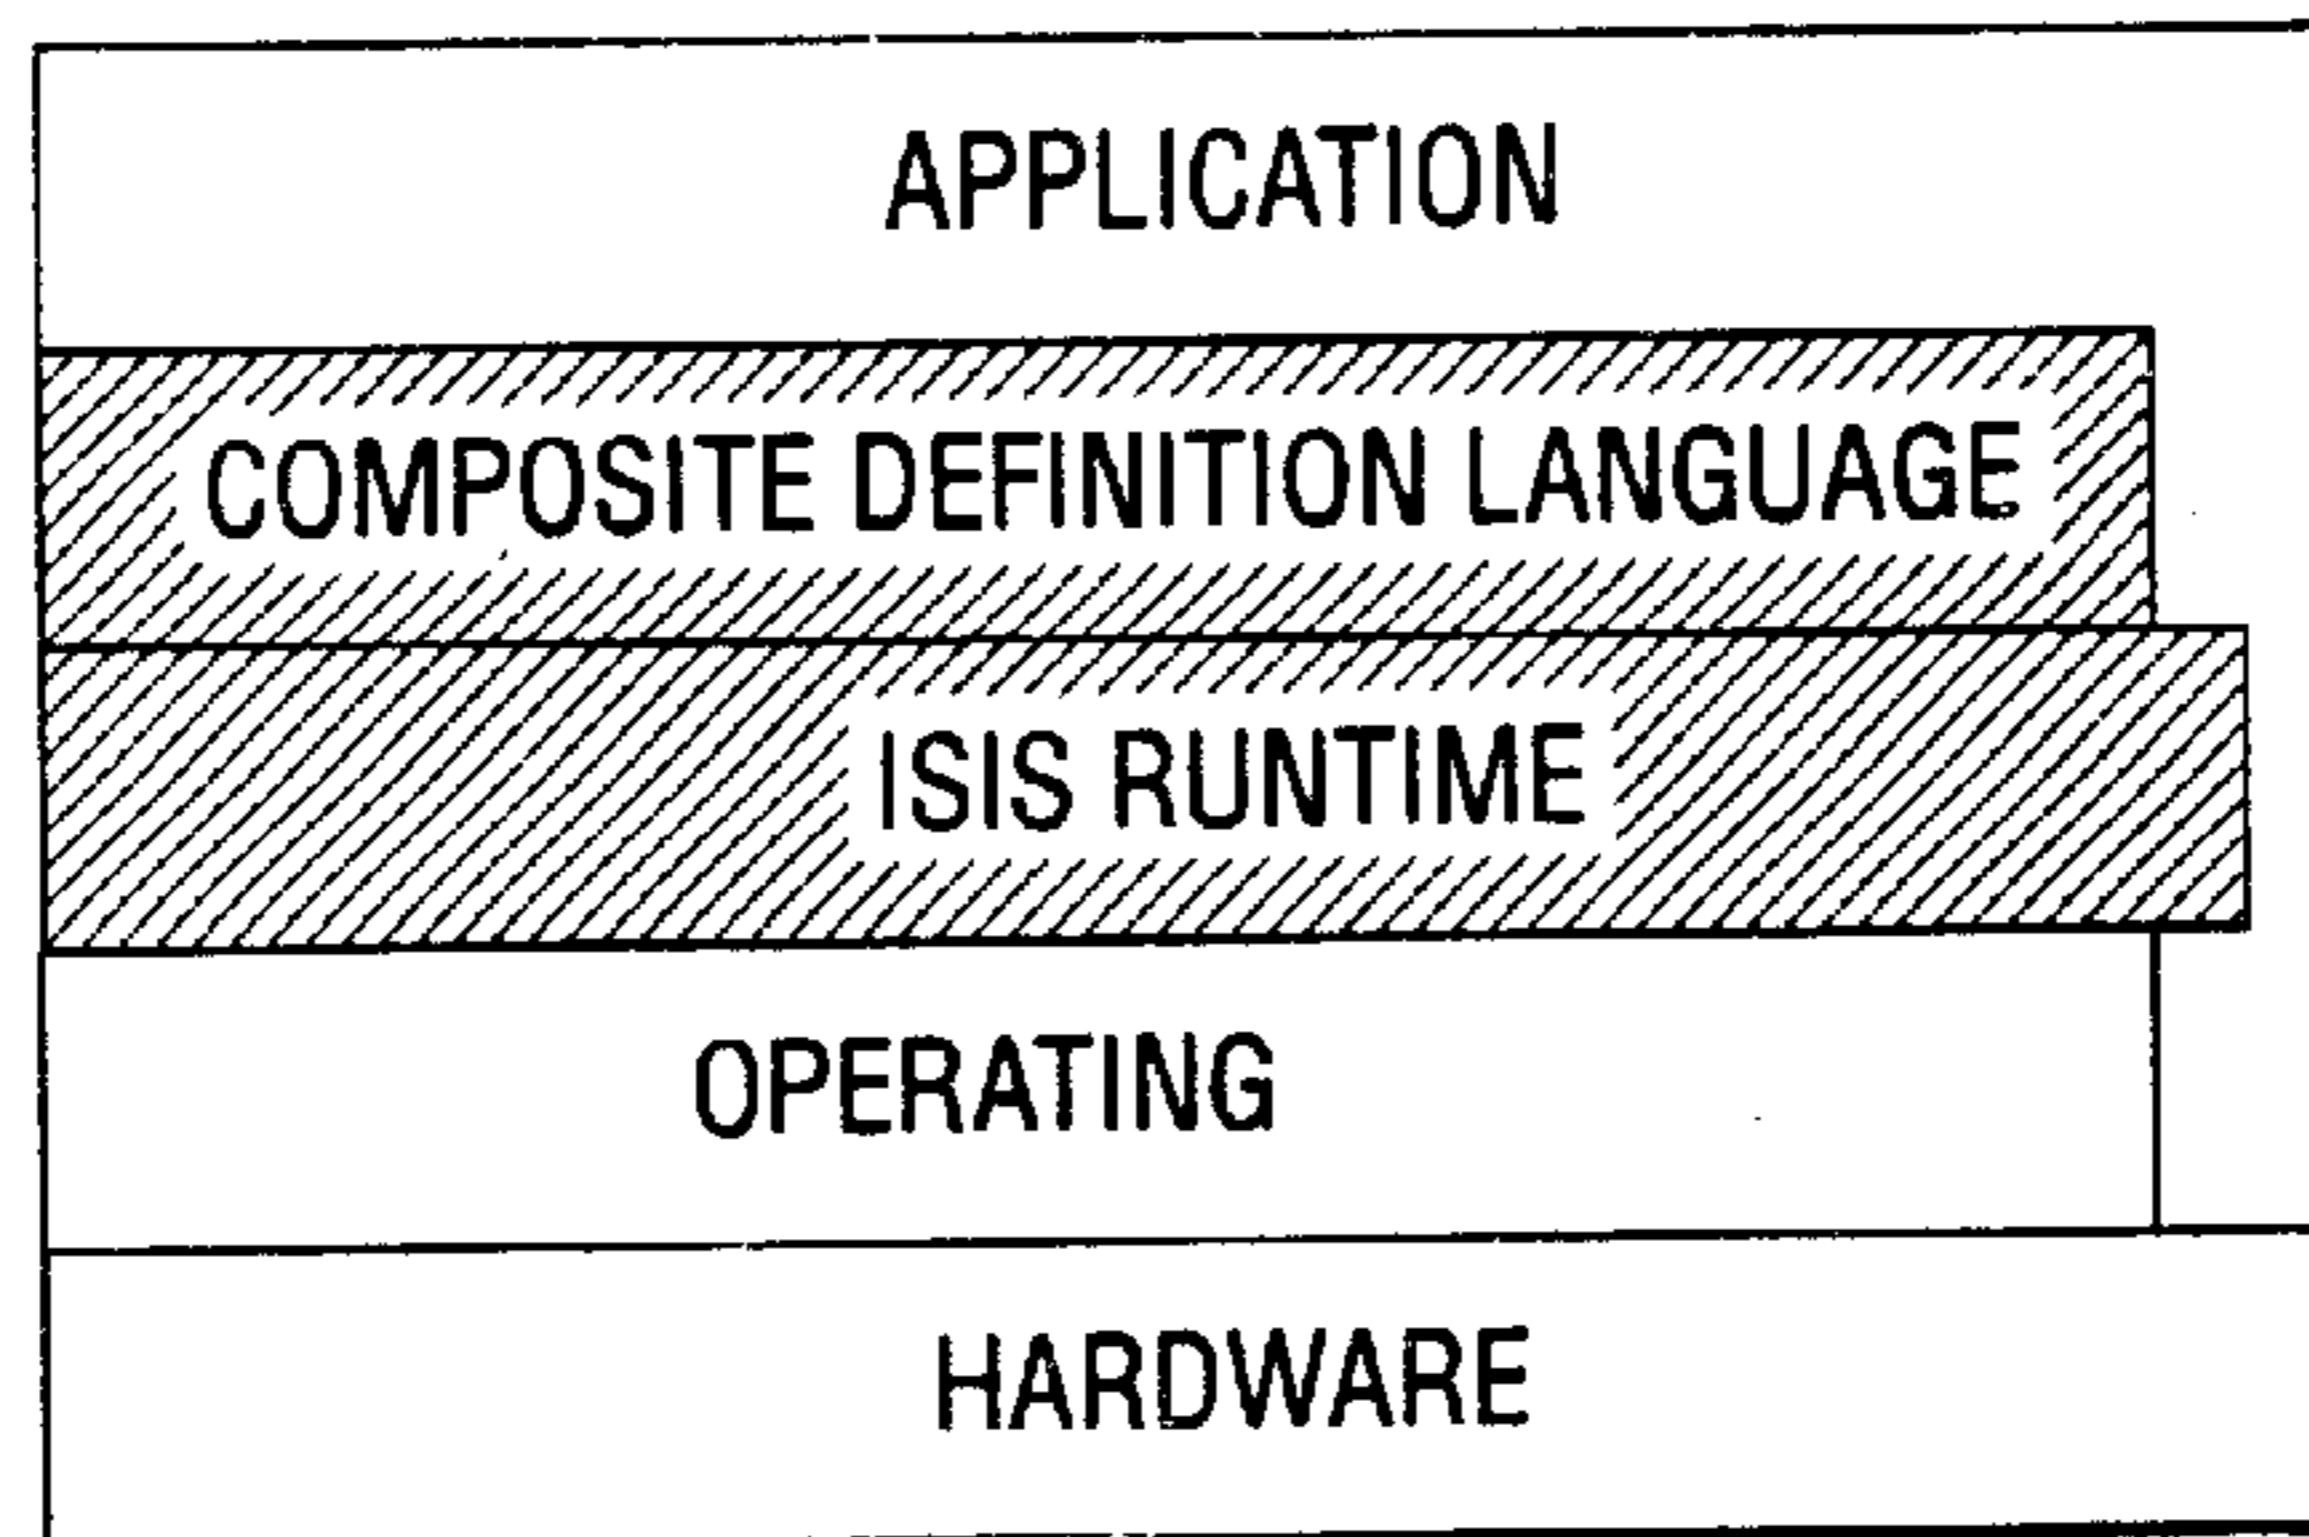 APPLICATION
COMPOSITE DEFINITION LANGUAGE
ISIS RUNTIME
OPERATING
HARDWARE